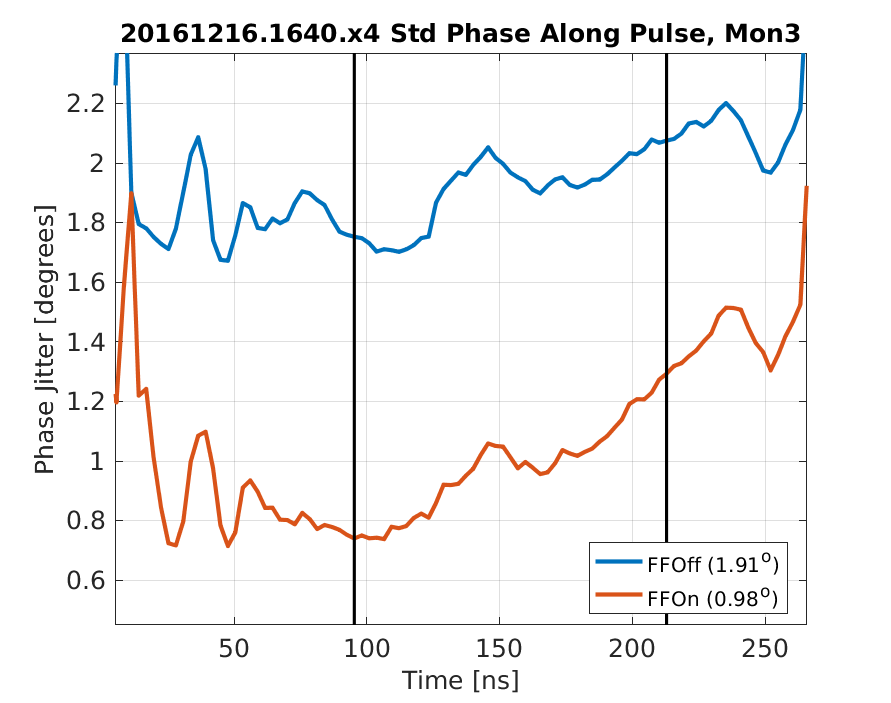 20161216.1640.x4 Std Phase Along Pulse, Mon3
Phase Jitter [degrees]
2.2
2
1.8
1.6
1.4
1.2
1
0.8
0.6
FFOff (1.91°)
FFOn (0.98°)
50
100
150
200
250
Time [ns]